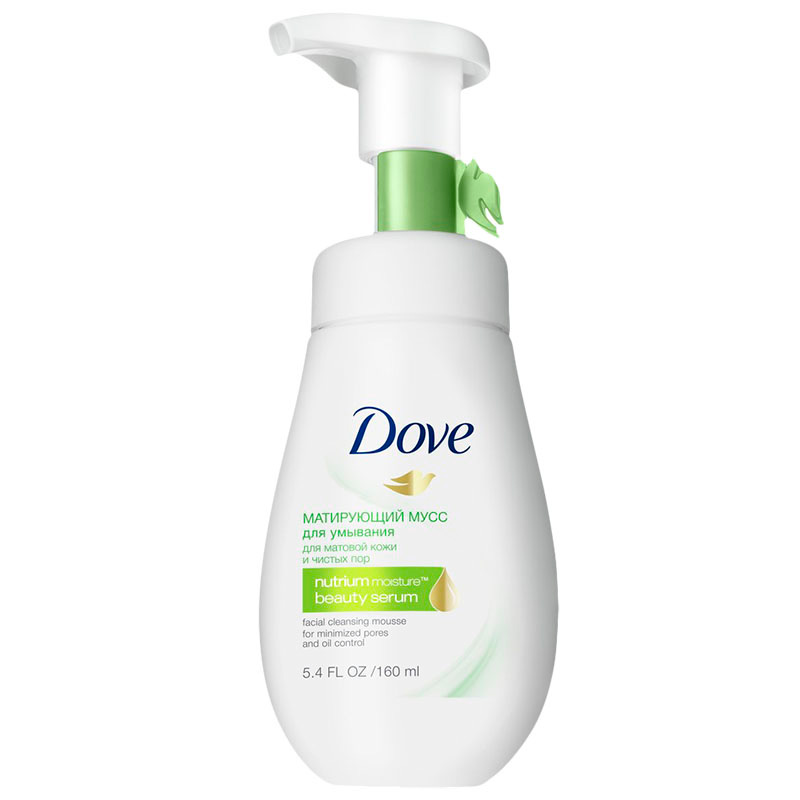 Dove
МАТИРУЮЩИЙ МУСС
для умывания
для матовой кожи
и чистых пор
nutrium moisture™
beauty serum
facial cleansing mousse
for minimized pores
and oil control
5.4 FL OZ /160 ml